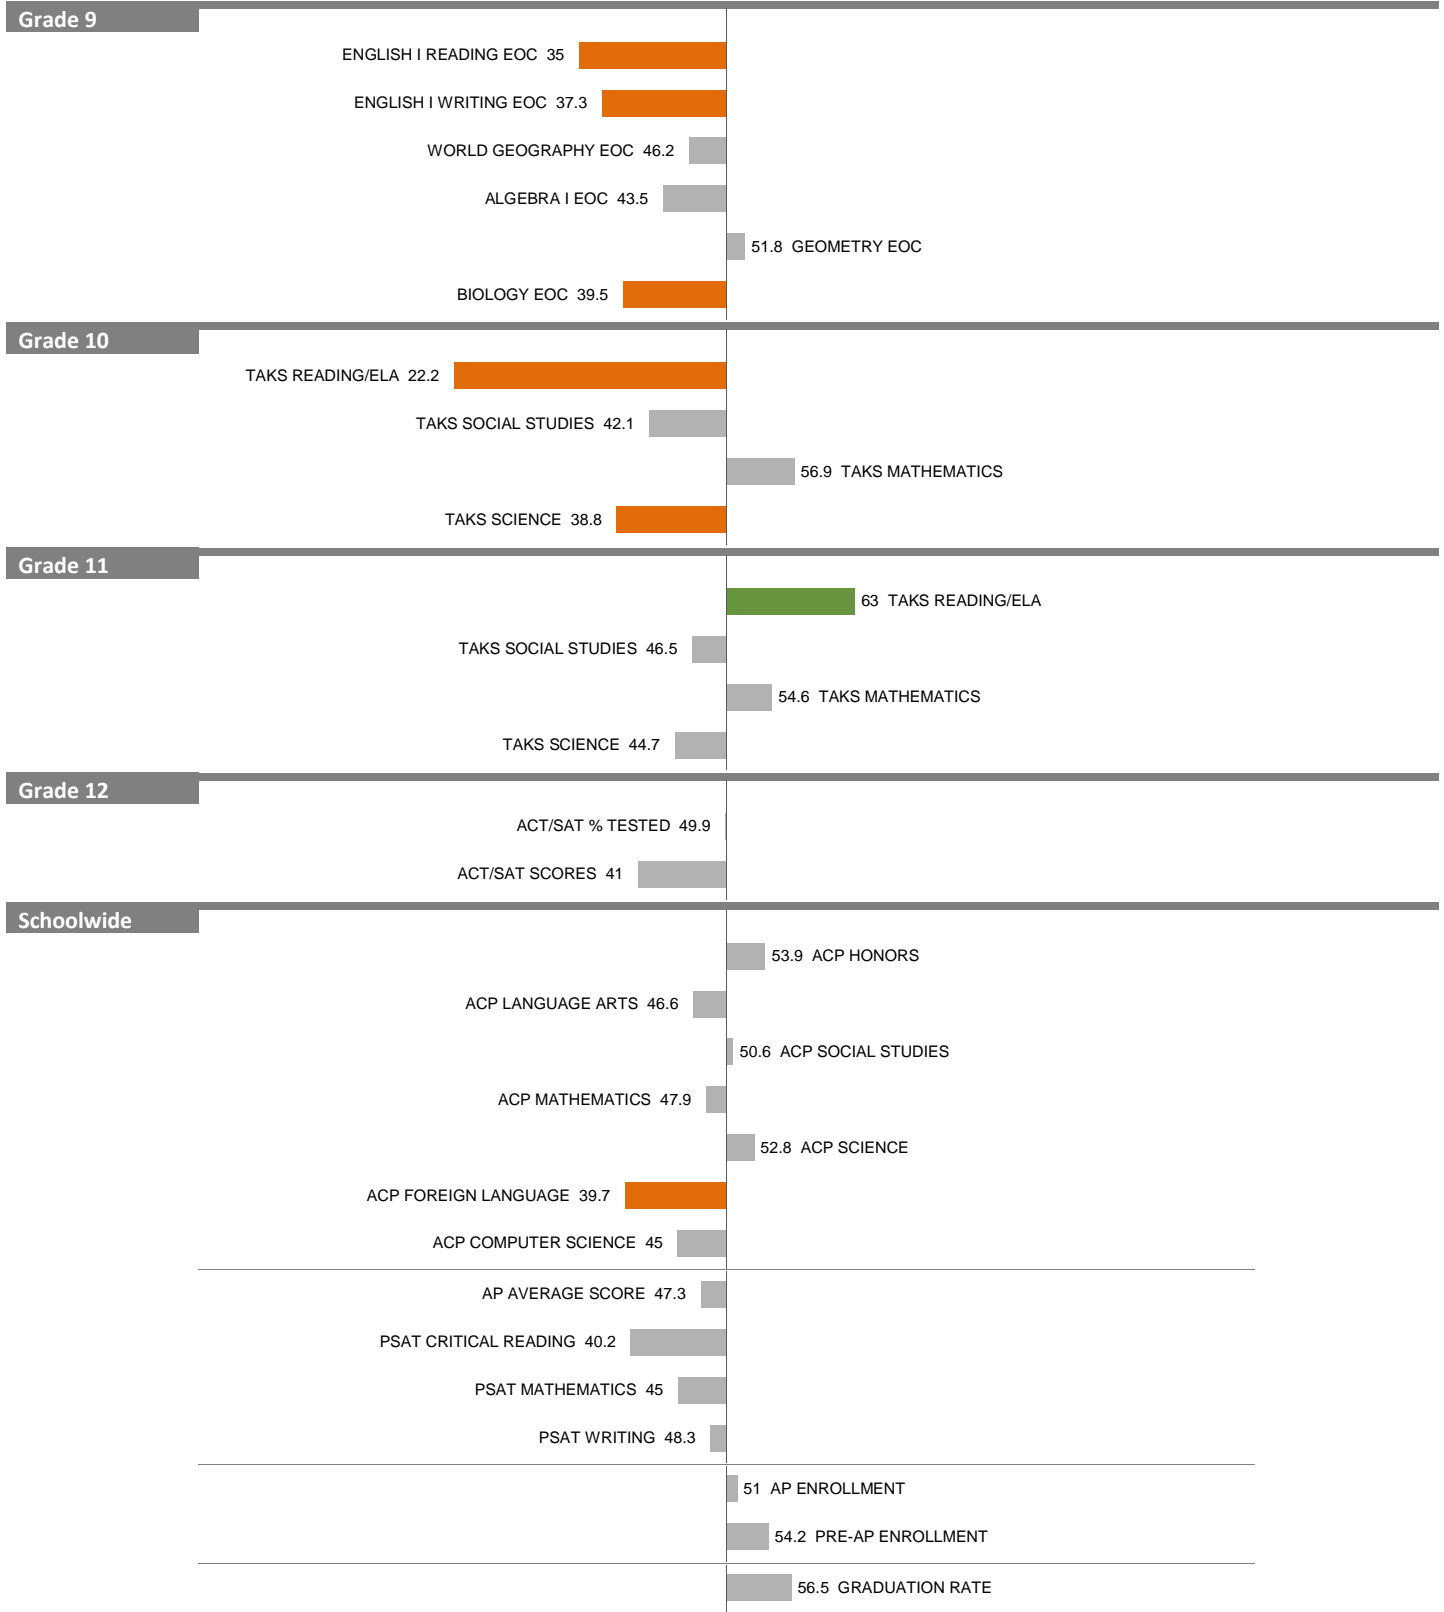 Grade 9
ENGLISH I READING EOC 35
ENGLISH I WRITING EOC 37.3
WORLD GEOGRAPHY EOC 46.2
ALGEBRA I EOC 43.5
51.8 GEOMETRY EOC
BIOLOGY EOC 39.5
Grade 10
TAKS READING/ELA 22.2
TAKS SOCIAL STUDIES 42.1
56.9 TAKS MATHEMATICS
TAKS SCIENCE 38.8
Grade 11
63 TAKS READING/ELA
TAKS SOCIAL STUDIES 46.5
54.6 TAKS MATHEMATICS
TAKS SCIENCE 44.7
Grade 12
ACT/SAT % TESTED 49.9
ACT/SAT SCORES 41
Schoolwide
53.9 ACP HONORS
ACP LANGUAGE ARTS 46.6
50.6 ACP SOCIAL STUDIES
ACP MATHEMATICS 47.9
52.8 ACP SCIENCE
ACP FOREIGN LANGUAGE 39.7
ACP COMPUTER SCIENCE 45
AP AVERAGE SCORE 47.3
PSAT CRITICAL READING 40.2
PSAT MATHEMATICS 45
PSAT WRITING 48.3
51 AP ENROLLMENT
54.2 PRE-AP ENROLLMENT
56.5 GRADUATION RATE